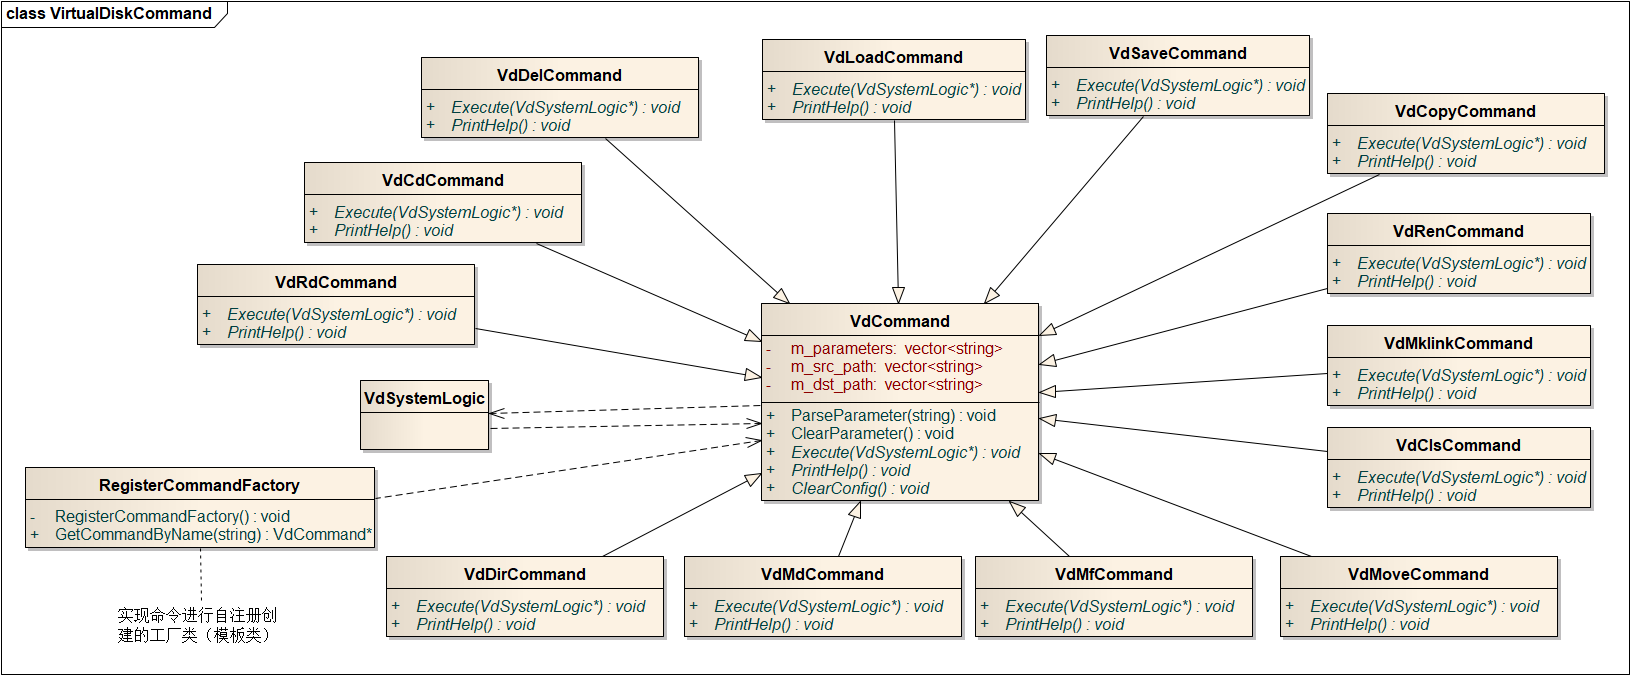 class VirtualDiskCommand
VdDelCommand
+ Execute(VdSystemLogic*) : void
+ PrintHelp() : void
VdLoadCommand
+ Execute(VdSystemLogic*) : void
+ PrintHelp() : void
VdSaveCommand
+ Execute(VdSystemLogic*) : void
+ PrintHelp() : void
VdCopyCommand
+ Execute(VdSystemLogic*) : void
+ PrintHelp() : void
VdCdCommand
+ Execute(VdSystemLogic*) : void
+ PrintHelp() : void
VdRenCommand
+ Execute(VdSystemLogic*) : void
+ PrintHelp() : void
VdRdCommand
+ Execute(VdSystemLogic*) : void
+ PrintHelp() : void
VdCommand
- m_parameters: vector<string>
- m_src_path: vector<string>
- m_dst_path: vector<string>
+ ParseParameter(string) : void
+ ClearParameter() : void
+ Execute(VdSystemLogic*) : void
+ PrintHelp() : void
+ ClearConfig() : void
VdMklinkCommand
+ Execute(VdSystemLogic*) : void
+ PrintHelp() : void
VdSystemLogic
VdClsCommand
+ Execute(VdSystemLogic*) : void
+ PrintHelp() : void
RegisterCommandFactory
- RegisterCommandFactory() : void
+ GetCommandByName(string) : VdCommand*
VdDirCommand
+ Execute(VdSystemLogic*) : void
+ PrintHelp() : void
VdMdCommand
+ Execute(VdSystemLogic*) : void
+ PrintHelp() : void
VdMfCommand
+ Execute(VdSystemLogic*) : void
+ PrintHelp() : void
VdMoveCommand
+ Execute(VdSystemLogic*) : void
+ PrintHelp() : void
实现命令进行自注册创
建的工厂类（模板类）